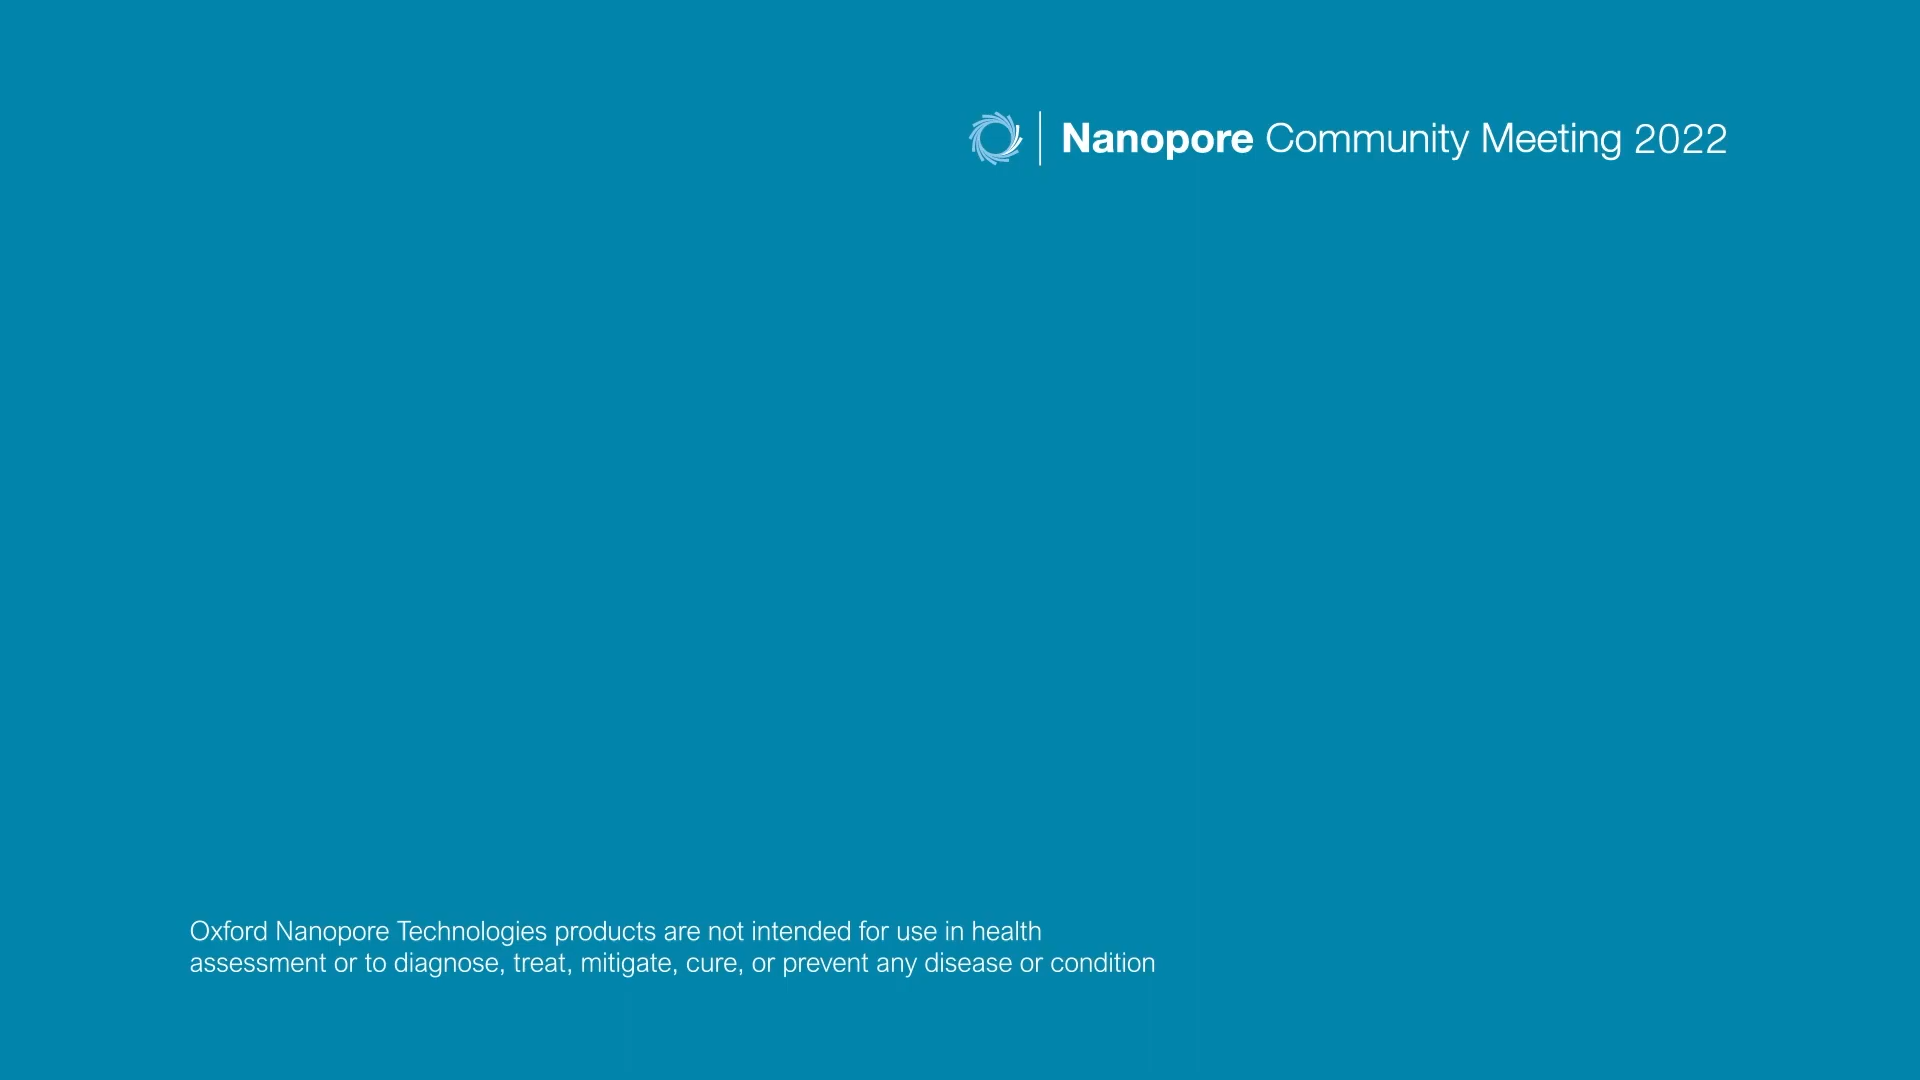 Nanopore Community Meeting 2022
Oxford Nanopore Technologies products are not intended for use in health
assessment or to diagnose, treat, mitigate, cure, or prevent any disease or condition